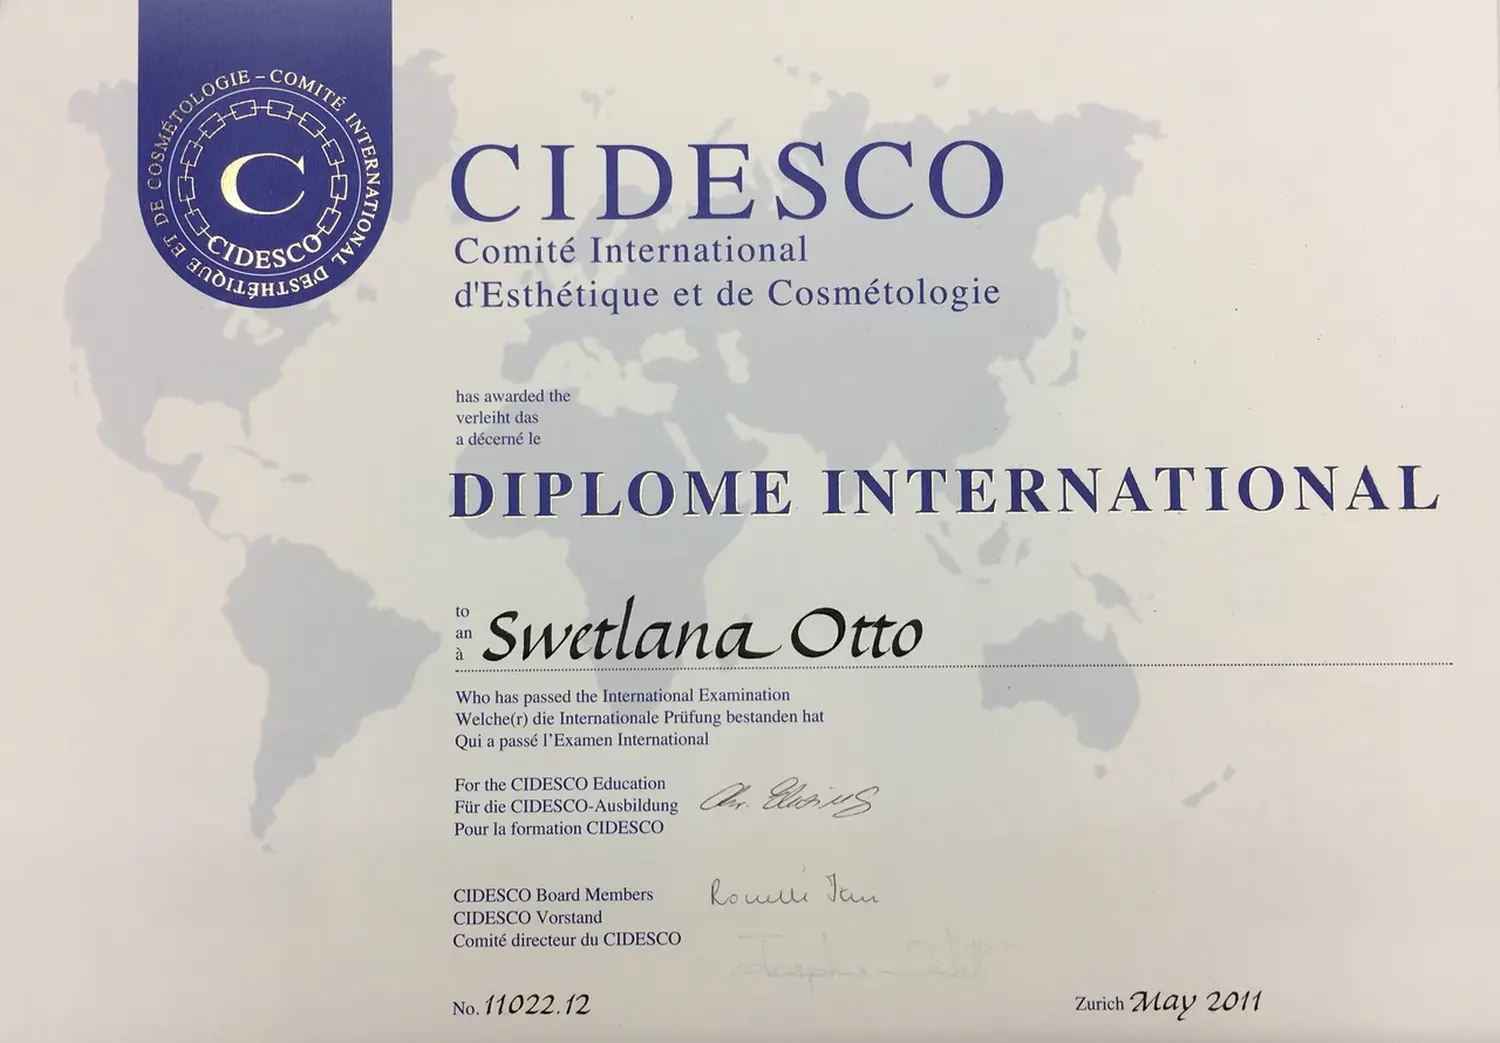 COMITÉ INTERNATIONAL D'ESTHÉTIQUE ET DE COSMÉTOLOGIE –
C
CIDESCO
CIDESCO
Comité International
d'Esthétique et de Cosmétologie
has awarded the
verleiht das
a décerné le
DIPLOME INTERNATIONAL
to
an
à
Swetlana Otto
Who has passed the International Examination
Welche(r) die Internationale Prüfung bestanden hat
Qui a passé l'Examen International
For the CIDESCO Education
Für die CIDESCO-Ausbildung
Pour la formation CIDESCO
CIDESCO Board Members
CIDESCO Vorstand
Comité directeur du CIDESCO
No. 11022.12
Zurich May 2011